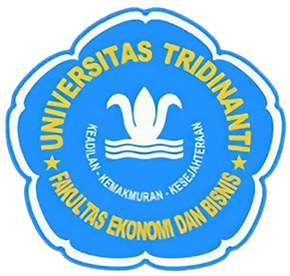 UNIVERSITAS TRIDINANTI
KEADILAN - KEMAKMURAN - KESEJAHTERAAN
★ FAKULTAS EKONOMI DAN BISNIS ★